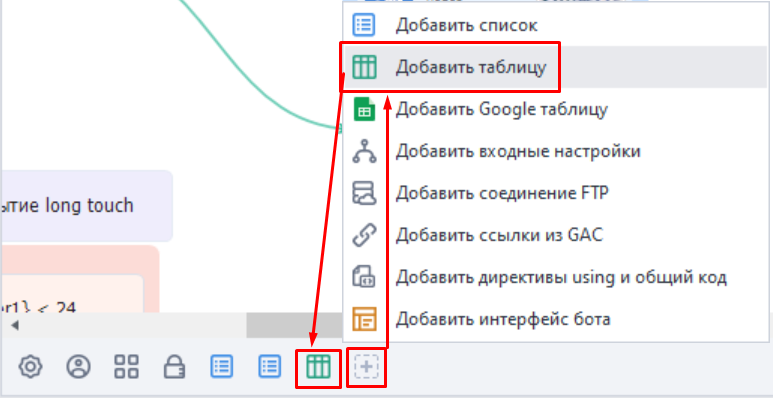 Добавить список
Добавить таблицу
Добавить Google таблицу
Добавить входные настройки
Добавить соединение FTP
ытие long touch
Добавить ссылки из GAC
Добавить директивы using и общий код
er1} < 24
Добавить интерфейс бота